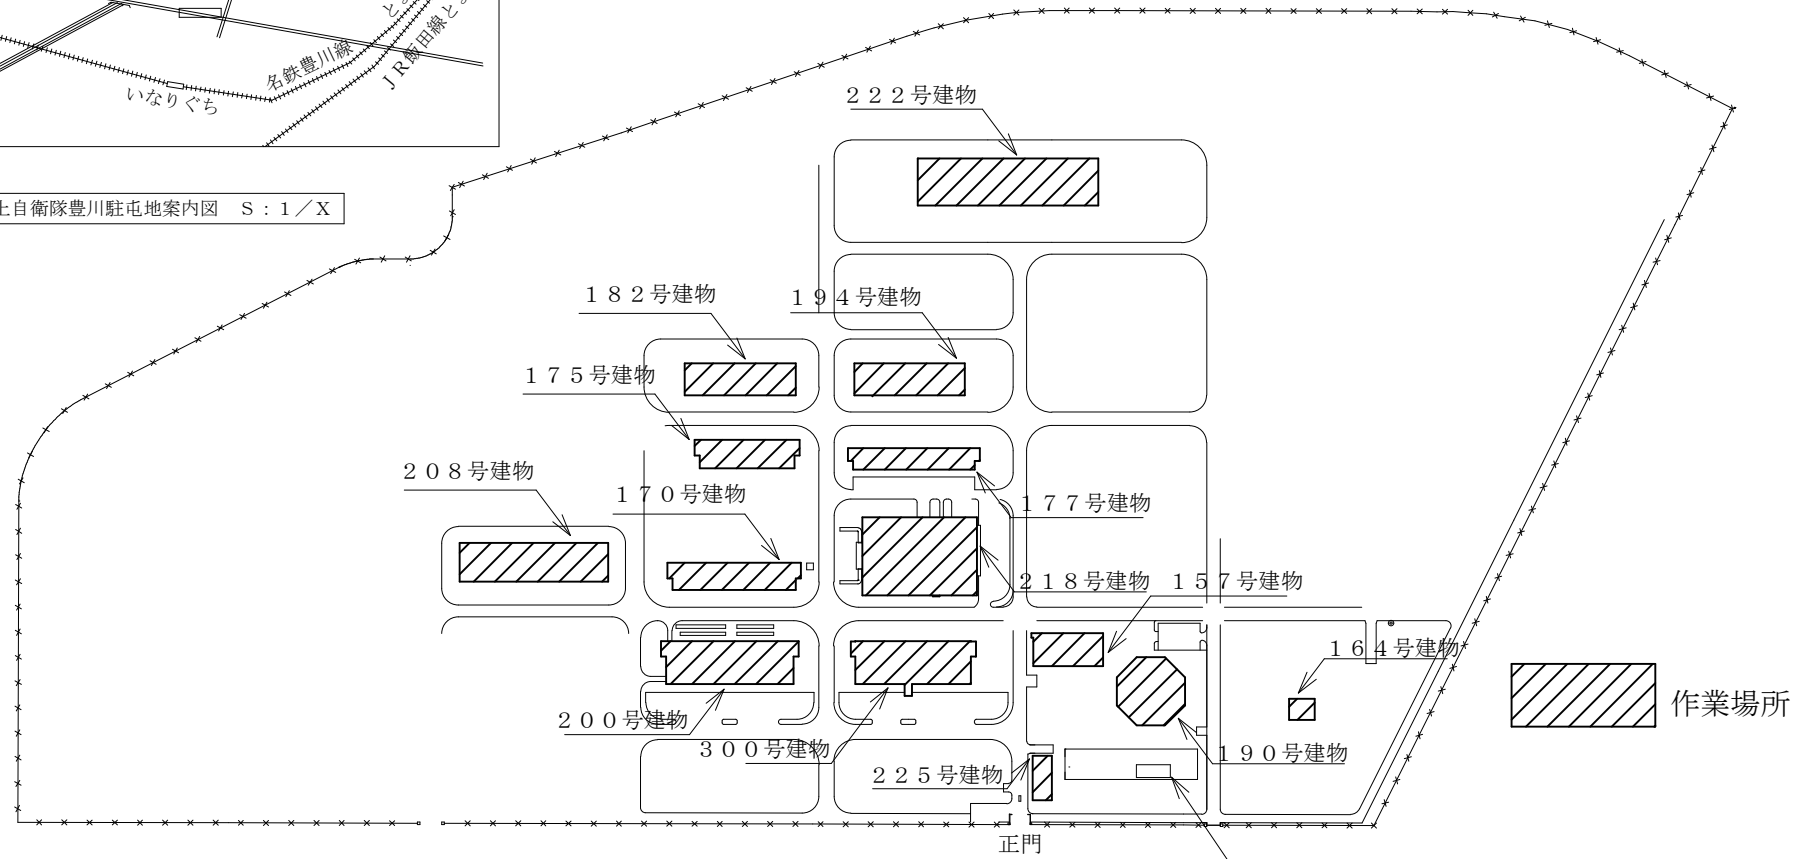 名鉄豊川線
ＪＲ飯田線とよ
いなりぐち
上自衛隊豊川駐屯地案内図　Ｓ：１／Ｘ
２２２号建物
１８２号建物
１９４号建物
１７５号建物
２０８号建物
１７０号建物
１７７号建物
２１８号建物
１５７号建物
１６４号建物
２００号建物
３００号建物
１９０号建物
２２５号建物
作業場所
正門